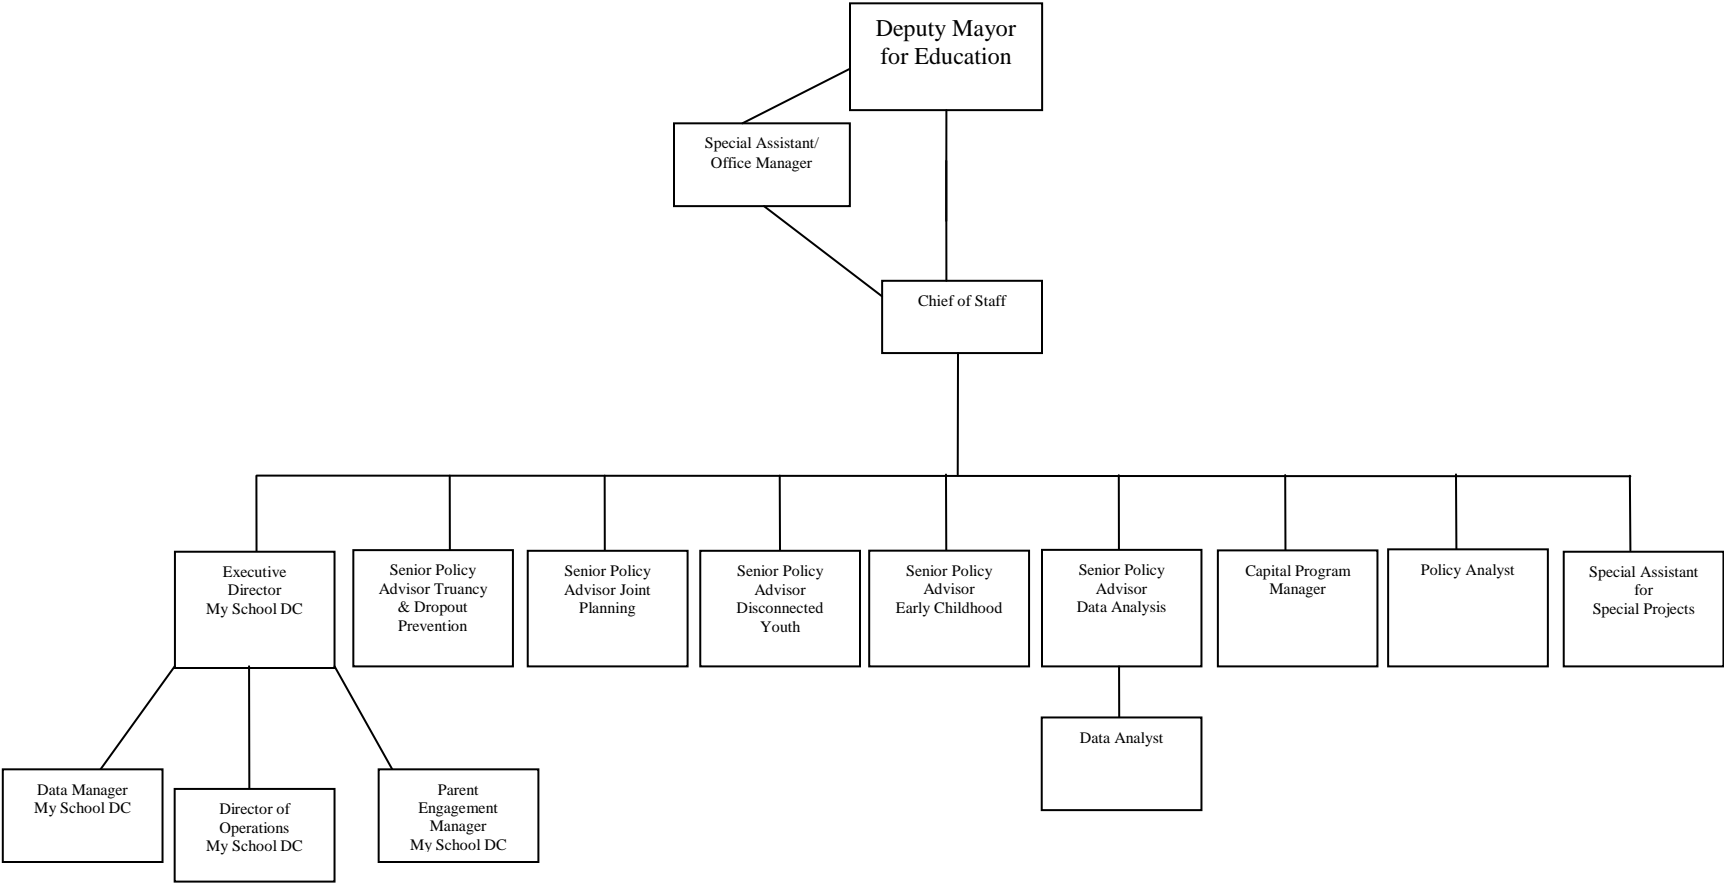 Deputy Mayor
for Education
Special Assistant/
Office Manager
Chief of Staff
Executive
Director
My School DC
Senior Policy
Advisor Truancy
& Dropout
Prevention
Senior Policy
Advisor Joint
Planning
Senior Policy
Advisor
Disconnected
Youth
Senior Policy
Advisor
Early Childhood
Senior Policy
Advisor
Data Analysis
Capital Program
Manager
Policy Analyst
Special Assistant
for
Special Projects
Data Analyst
Data Manager
My School DC
Director of
Operations
My School DC
Parent
Engagement
Manager
My School DC